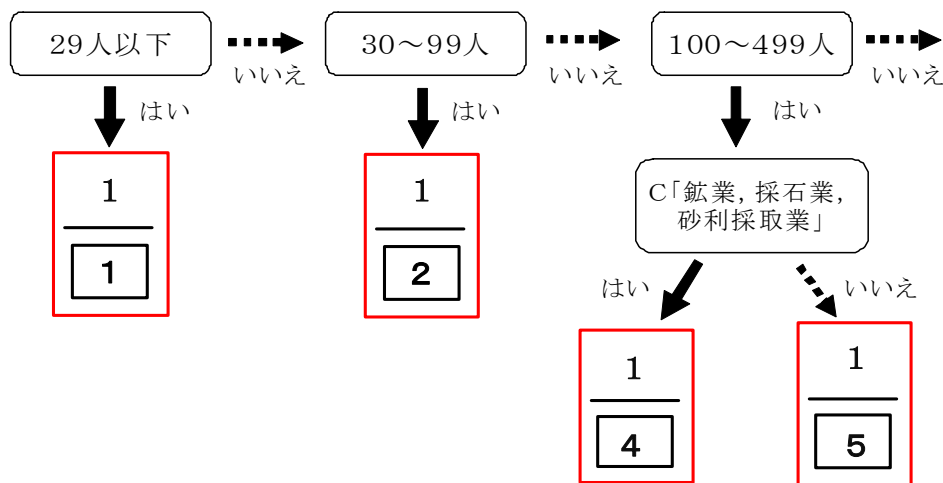 29人以下
いいえ
30～99人
いいえ
100～499人
いいえ
はい
はい
はい
1
1
1
2
C「鉱業, 採石業,
砂利採取業」
はい
いいえ
1
4
1
5